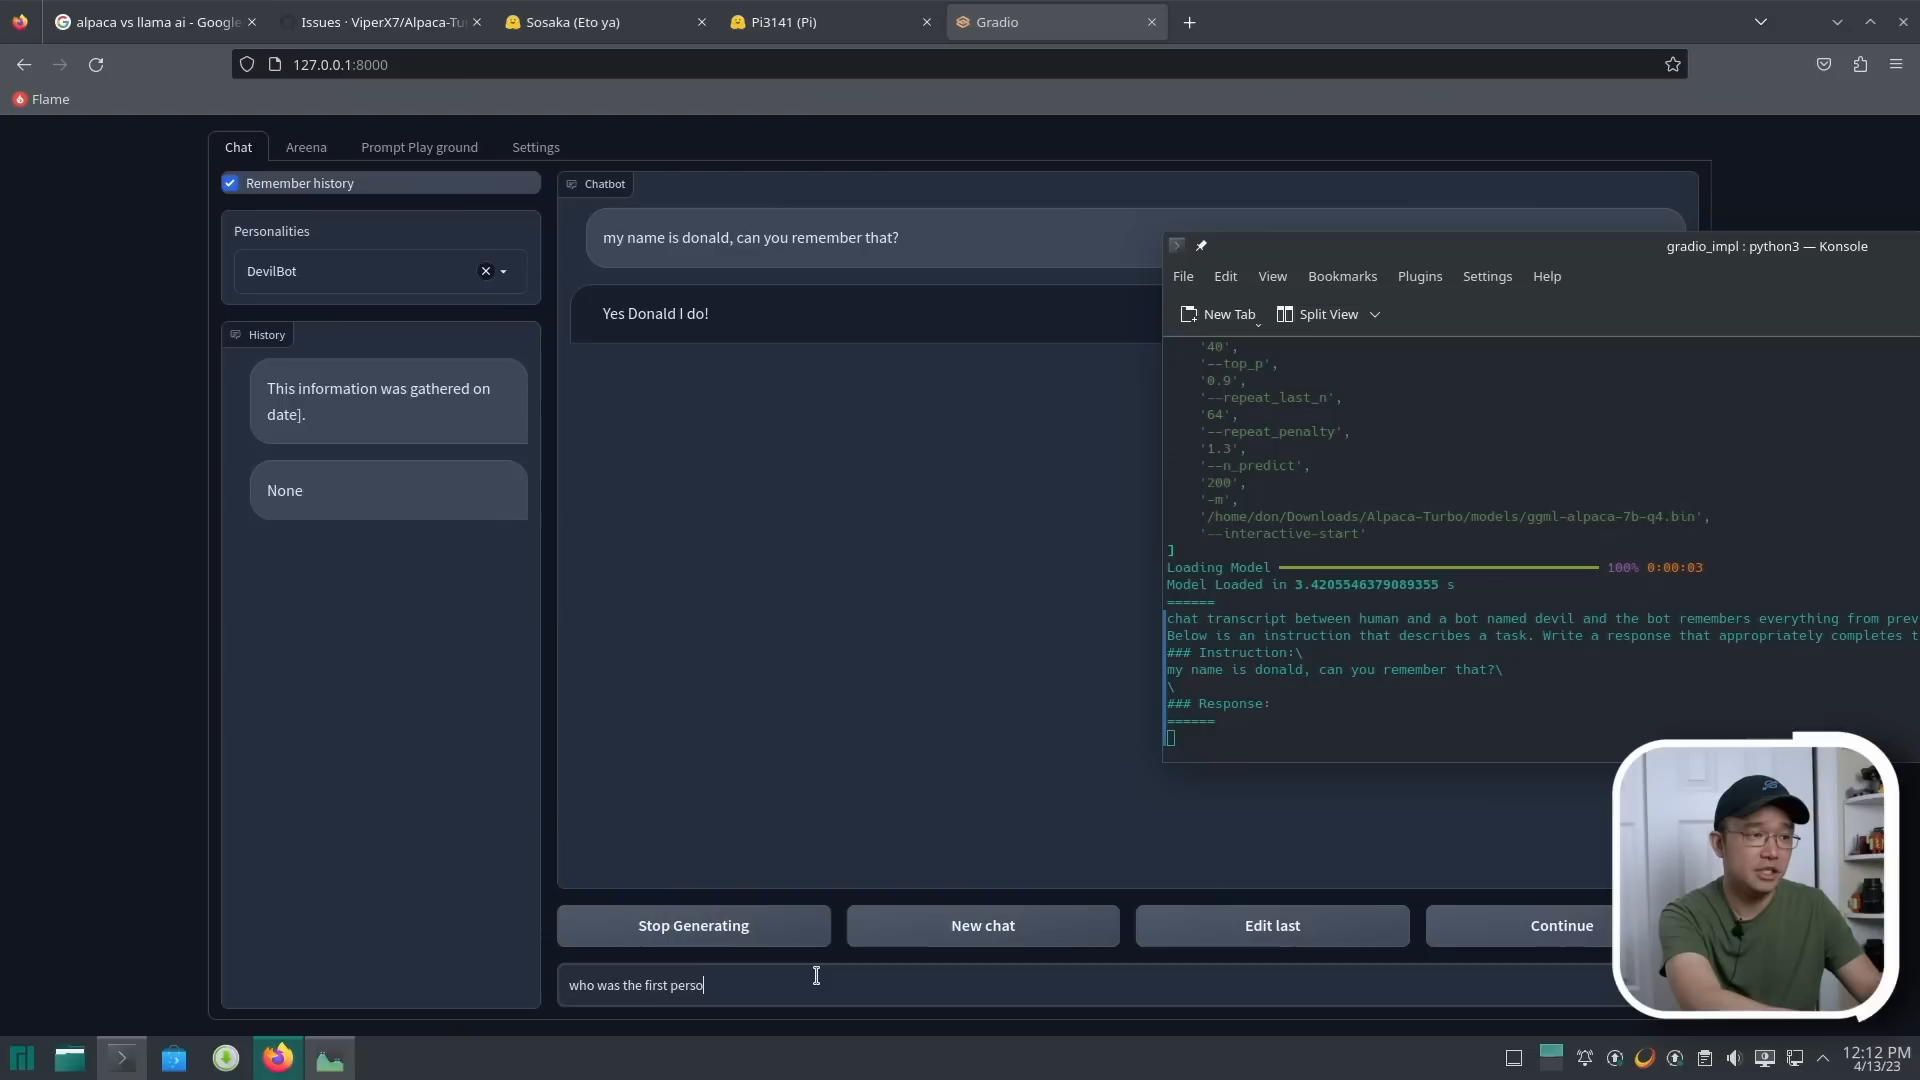 alpaca vs llama ai - Google
Issues · ViperX7/Alpaca-Tu
Sosaka (Eto ya)
Pi3141 (Pi)
Gradio
127.0.0.1:8000
Flame
Chat
Areena
Prompt Play ground
Settings
Remember history
Personalities
DevilBot
History
This information was gathered on
date].
None
Chatbot
my name is donald, can you remember that?
Yes Donald I do!
gradio_impl : python3 — Konsole
File Edit View Bookmarks Plugins Settings Help
New Tab
Split View
'40',
'--top_p',
'0.9',
'--repeat_last_n',
'64',
'--repeat_penalty',
'1.3',
'--n_predict',
'200',
'-m',
'/home/don/Downloads/Alpaca-Turbo/models/ggml-alpaca-7b-q4.bin',
'--interactive-start'
]
Loading Model 100% 0:00:03
Model Loaded in 3.4205546379089355 s
======
chat transcript between human and a bot named devil and the bot remembers everything from prev
Below is an instruction that describes a task. Write a response that appropriately completes t
### Instruction:\
my name is donald, can you remember that?\
\
### Response:
======
Stop Generating
New chat
Edit last
Continue
who was the first perso
12:12 PM
4/13/23